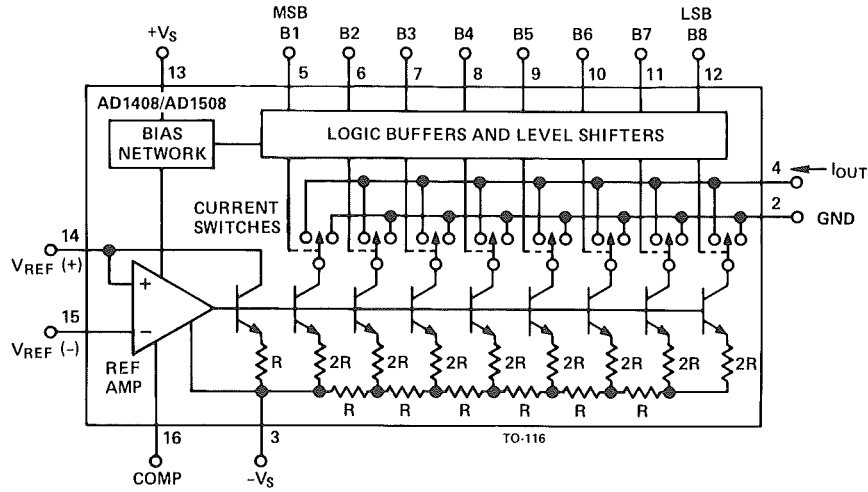 MSB
LSB
+VS
B1
B2
B3
B4
B5
B6
B7
B8
13
5
6
7
8
9
10
11
12
AD1408/AD1508
BIAS
NETWORK
LOGIC BUFFERS AND LEVEL SHIFTERS
4
IOUT
2
GND
CURRENT
SWITCHES
14
VREF (+)
+
15
−
VREF (−)
REF
AMP
R
2R
2R
2R
2R
2R
2R
2R
2R
R
R
R
R
R
R
16
3
TO-116
COMP
−VS